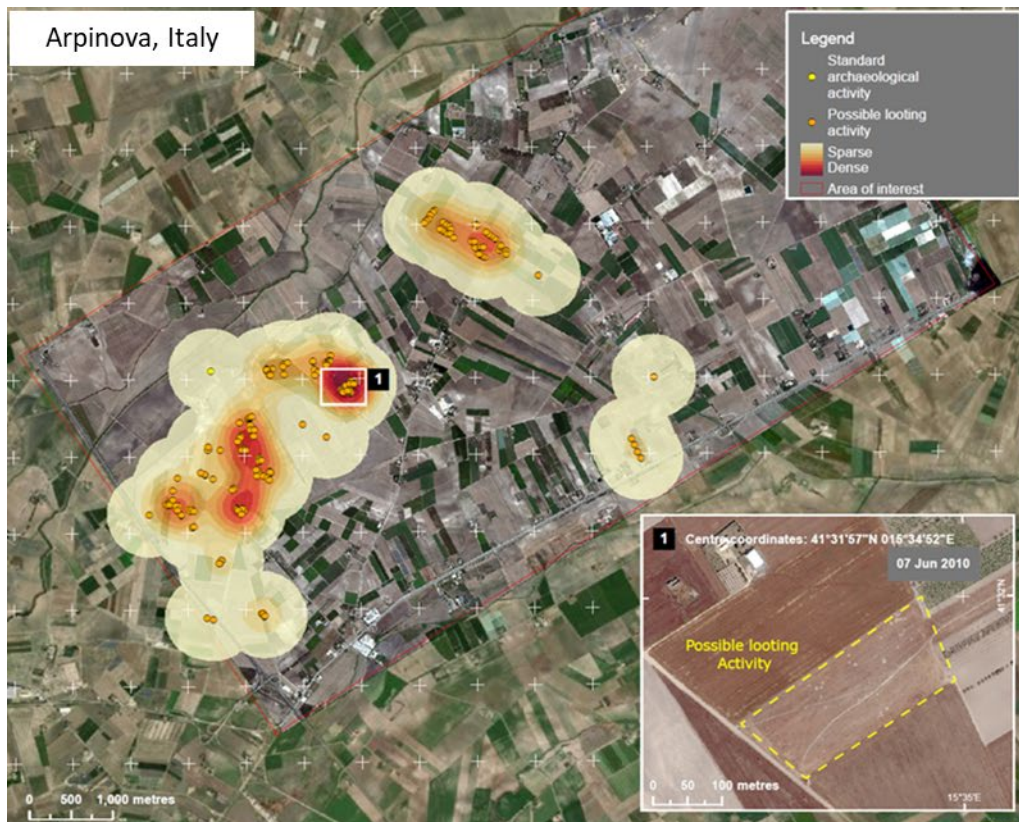 Arpinova, Italy
Legend
Standard
archaeological
activity
Possible looting
activity
Sparse
Dense
Area of interest
1
1 Centre coordinates: 41°31'57"N 015°34'52"E
07 Jun 2010
41°32'N
Possible looting
Activity
0 50 100 metres
15°35'E
0 500 1,000 metres